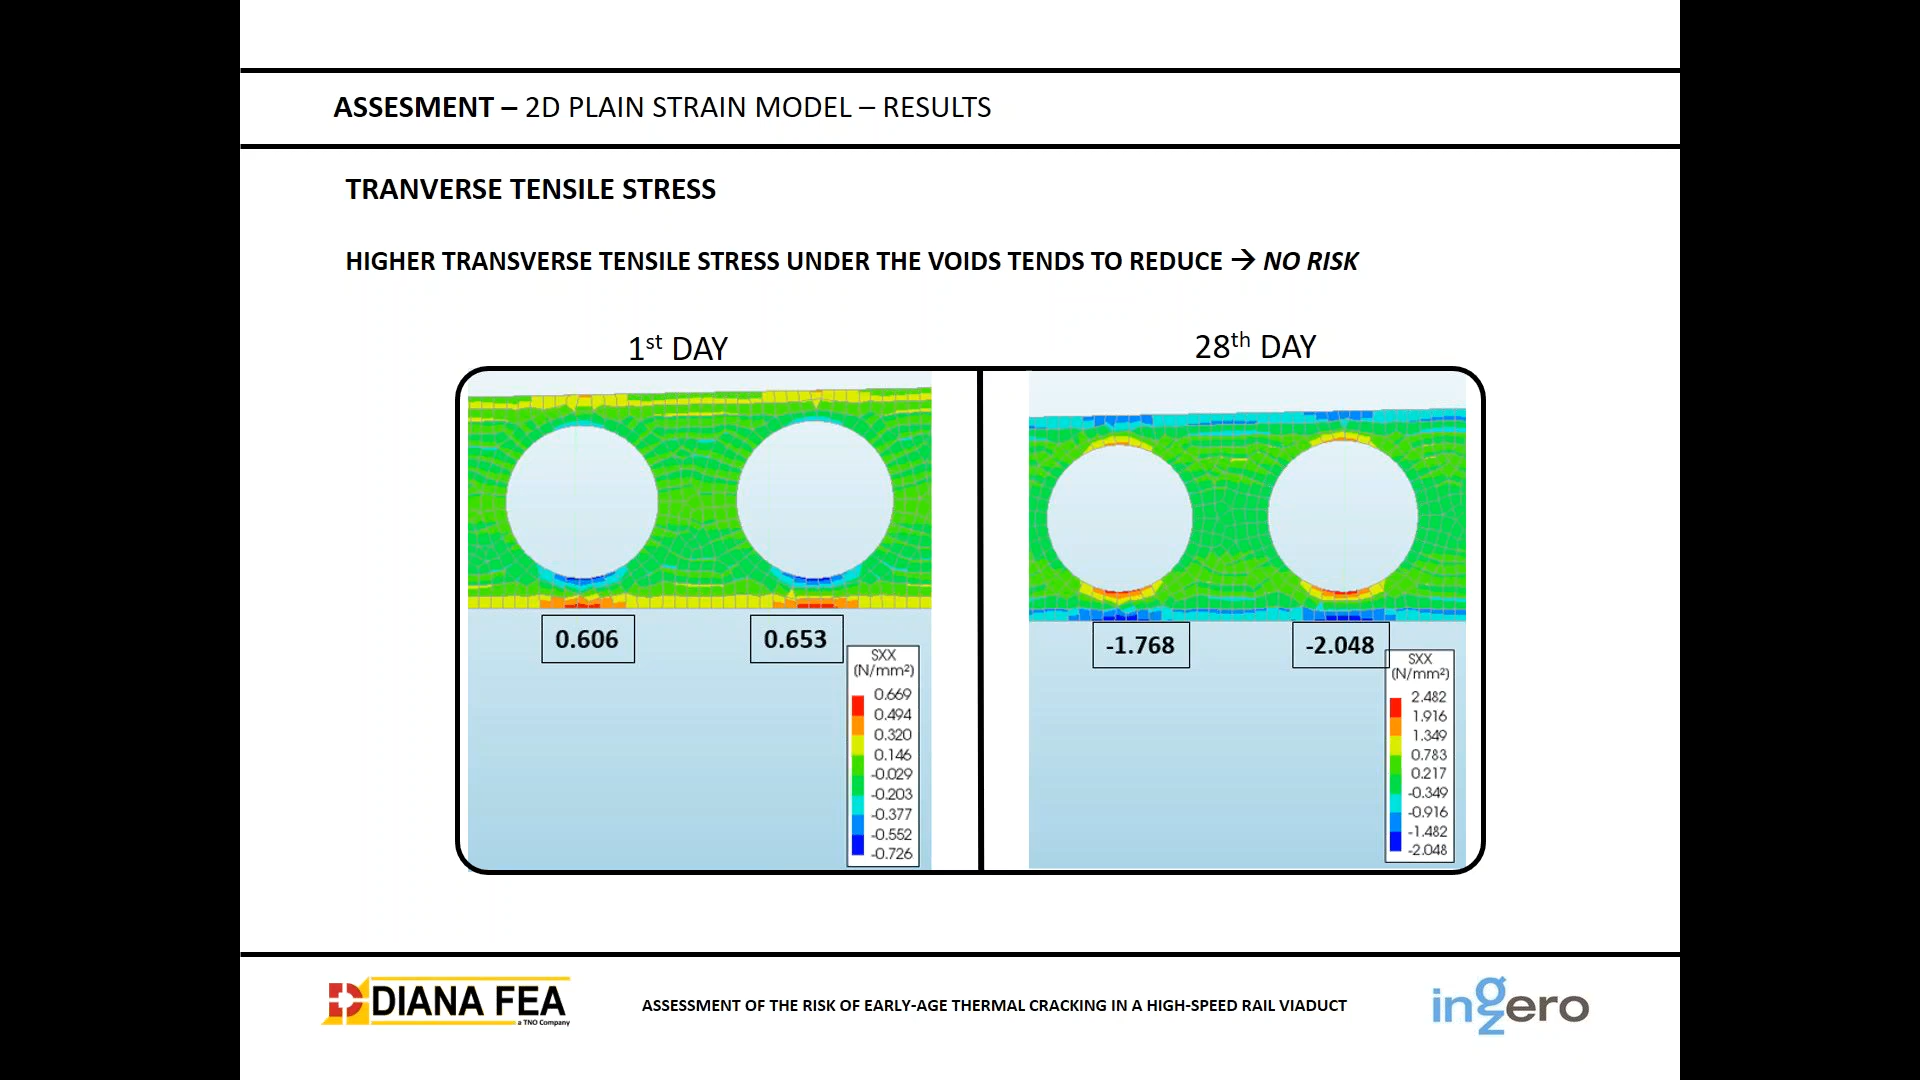 ASSESMENT – 2D PLAIN STRAIN MODEL – RESULTS
TRANVERSE TENSILE STRESS
HIGHER TRANSVERSE TENSILE STRESS UNDER THE VOIDS TENDS TO REDUCE → NO RISK
1st DAY
28th DAY
0.606
0.653
SXX
(N/mm²)
0.669
0.494
0.320
0.146
-0.029
-0.203
-0.377
-0.552
-0.726
-1.768
-2.048
SXX
(N/mm²)
2.482
1.916
1.349
0.783
0.217
-0.349
-0.916
-1.482
-2.048
DIANA FEA
a TNO Company
ASSESSMENT OF THE RISK OF EARLY-AGE THERMAL CRACKING IN A HIGH-SPEED RAIL VIADUCT
ingzero